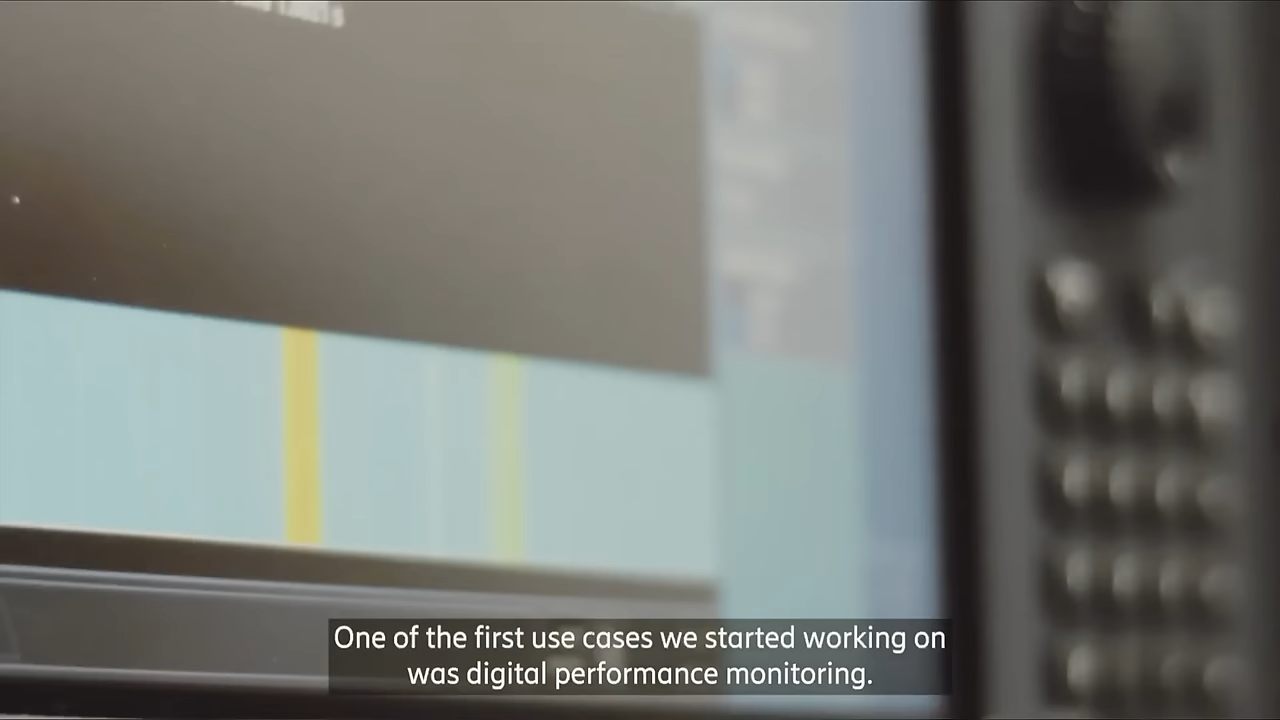 One of the first use cases we started working on
was digital performance monitoring.